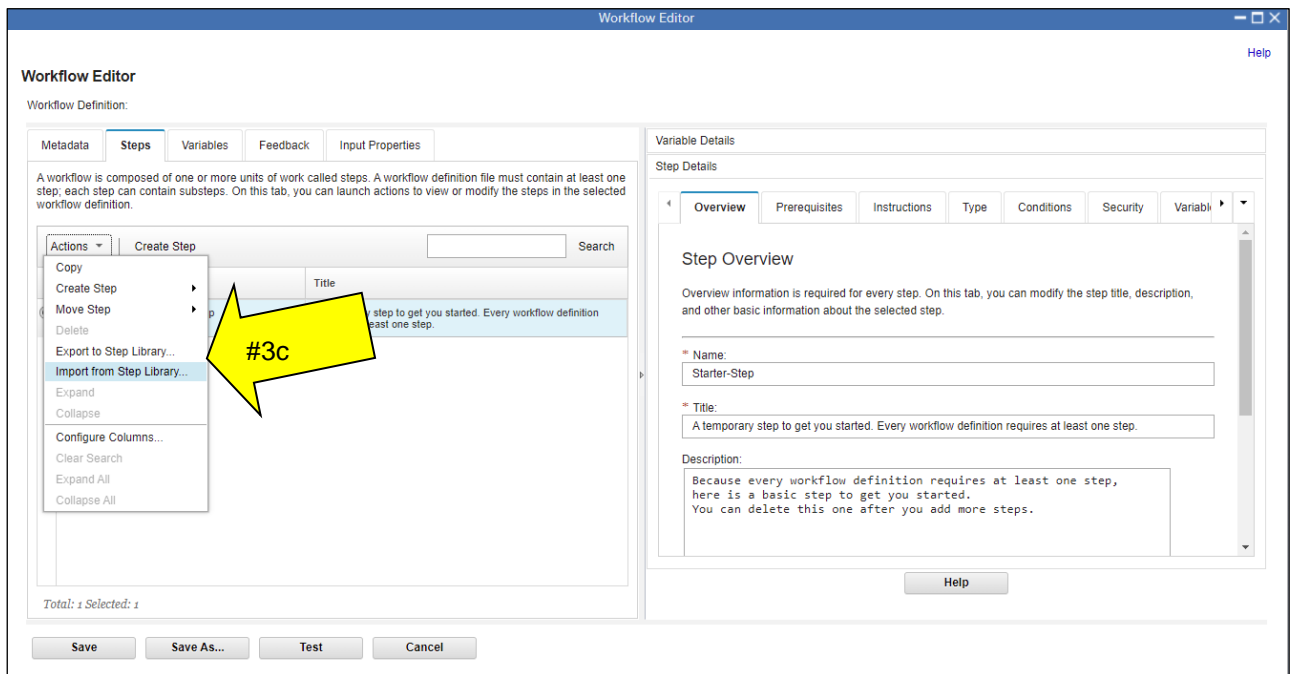 Workflow Editor
Help
Workflow Editor
Workflow Definition:
Metadata
Steps
Variables
Feedback
Input Properties
A workflow is composed of one or more units of work called steps. A workflow definition file must contain at least one
step; each step can contain substeps. On this tab, you can launch actions to view or modify the steps in the selected
workflow definition.
Actions
Create Step
Search
Title
step to get you started. Every workflow definition
least one step.
Copy
Create Step
Move Step
Delete
Export to Step Library...
Import from Step Library...
Expand
Collapse
Configure Columns...
Clear Search
Expand All
Collapse All
#3c
Total: 1 Selected: 1
Variable Details
Step Details
Overview
Prerequisites
Instructions
Type
Conditions
Security
Step Overview
Overview information is required for every step. On this tab, you can modify the step title, description,
and other basic information about the selected step.
* Name:
Starter-Step
* Title:
A temporary step to get you started. Every workflow definition requires at least one step.
Description:
Because every workflow definition requires at least one step,
here is a basic step to get you started.
You can delete this one after you add more steps.
Help
Save
Save As...
Test
Cancel